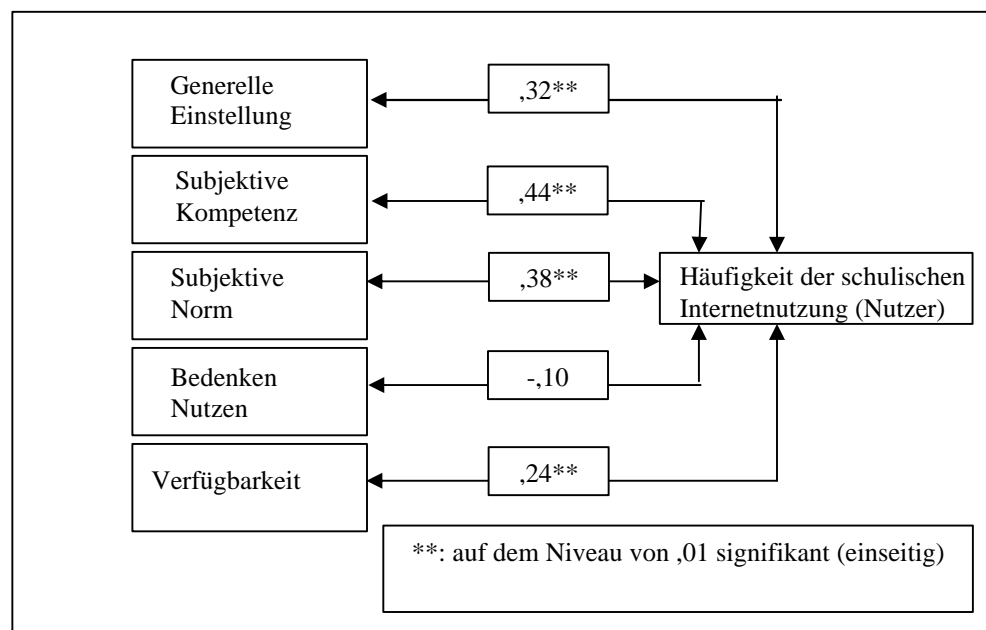 Generelle
Einstellung
,32**
Subjektive
Kompetenz
,44**
Subjektive
Norm
,38**
Häufigkeit der schulischen
Internetnutzung (Nutzer)
Bedenken
Nutzen
-,10
Verfügbarkeit
,24**
**: auf dem Niveau von ,01 signifikant (einseitig)